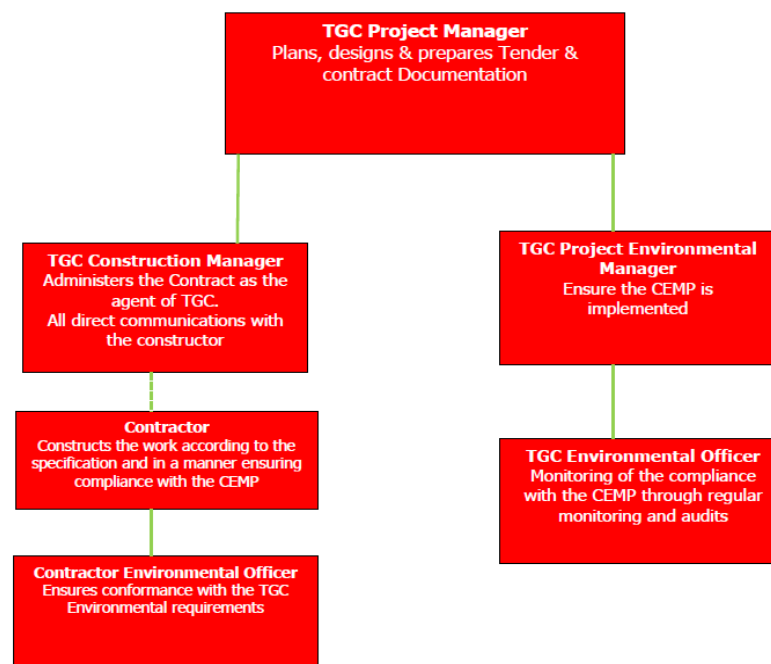 TGC Project Manager
Plans, designs & prepares Tender &
contract Documentation
TGC Construction Manager
Administers the Contract as the
agent of TGC.
All direct communications with
the constructor
TGC Project Environmental
Manager
Ensure the CEMP is
implemented
Contractor
Constructs the work according to the
specification and in a manner ensuring
compliance with the CEMP
TGC Environmental Officer
Monitoring of the compliance
with the CEMP through regular
monitoring and audits
Contractor Environmental Officer
Ensures conformance with the TGC
Environmental requirements